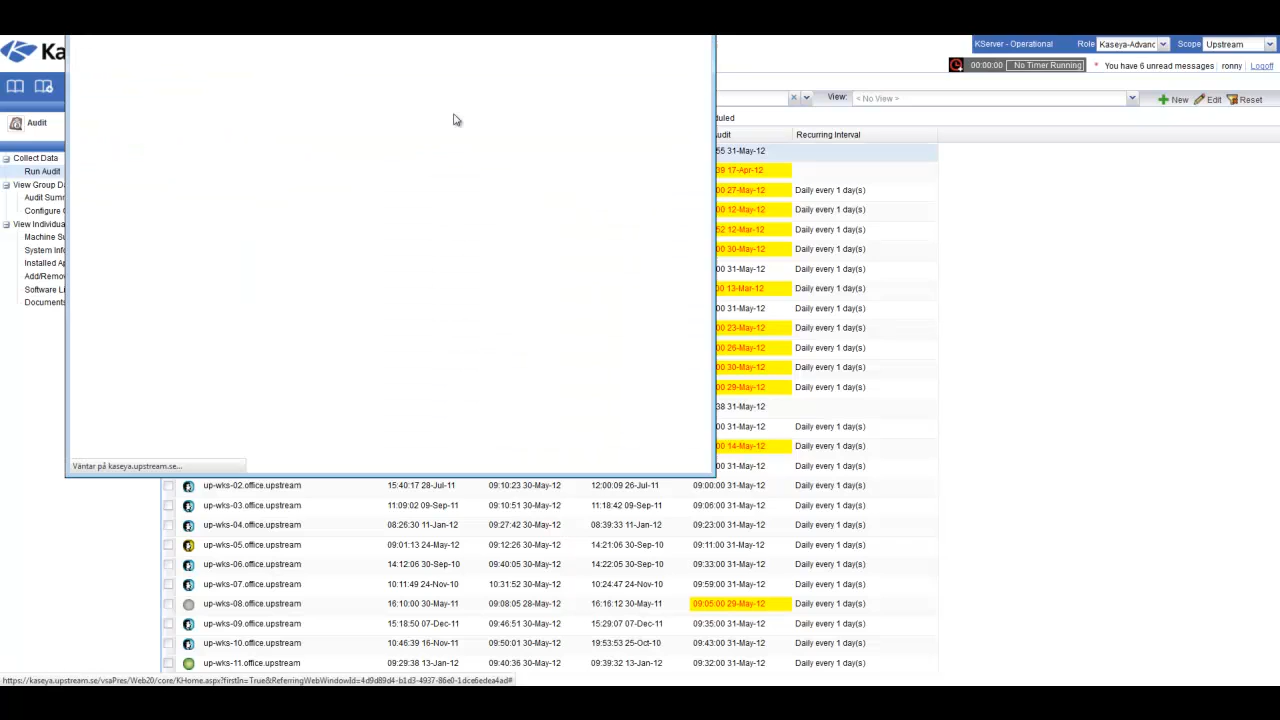 Ka
KServer - Operational Role Kaseya-Advanc Scope Upstream
00:00:00 No Timer Running * You have 6 unread messages ronny Logoff
View: < No View > New Edit Reset
Audit
duled
udit Recurring Interval
Collect Data
Run Audit
View Group Da
Audit Summ
Configure C
View Individua
Machine Su
System Info
Installed Ap
Add/Remov
Software Li
Documents
55 31-May-12
39 17-Apr-12
00 27-May-12 Daily every 1 day(s)
00 12-May-12 Daily every 1 day(s)
52 12-Mar-12 Daily every 1 day(s)
00 30-May-12 Daily every 1 day(s)
00 31-May-12 Daily every 1 day(s)
00 13-Mar-12 Daily every 1 day(s)
00 31-May-12 Daily every 1 day(s)
00 23-May-12 Daily every 1 day(s)
00 26-May-12 Daily every 1 day(s)
00 30-May-12 Daily every 1 day(s)
00 29-May-12 Daily every 1 day(s)
38 31-May-12
00 31-May-12 Daily every 1 day(s)
00 14-May-12 Daily every 1 day(s)
00 31-May-12 Daily every 1 day(s)
Väntar på kaseya.upstream.se...
up-wks-02.office.upstream 15:40:17 28-Jul-11 09:10:23 30-May-12 12:00:09 26-Jul-11 09:00:00 31-May-12 Daily every 1 day(s)
up-wks-03.office.upstream 11:09:02 09-Sep-11 09:10:51 30-May-12 11:18:42 09-Sep-11 09:06:00 31-May-12 Daily every 1 day(s)
up-wks-04.office.upstream 08:26:30 11-Jan-12 09:27:42 30-May-12 08:39:33 11-Jan-12 09:23:00 31-May-12 Daily every 1 day(s)
up-wks-05.office.upstream 09:01:13 24-May-12 09:12:26 30-May-12 14:21:06 30-Sep-10 09:11:00 31-May-12 Daily every 1 day(s)
up-wks-06.office.upstream 14:12:06 30-Sep-10 09:40:05 30-May-12 14:24:28 30-Sep-10 09:33:00 31-May-12 Daily every 1 day(s)
up-wks-07.office.upstream 10:11:49 24-Nov-10 10:31:52 30-May-12 10:24:47 24-Nov-10 09:59:00 31-May-12 Daily every 1 day(s)
up-wks-08.office.upstream 16:10:00 30-May-11 09:08:05 28-May-12 16:16:12 30-May-11 09:05:00 29-May-12 Daily every 1 day(s)
up-wks-09.office.upstream 15:18:50 07-Dec-11 09:46:51 30-May-12 15:29:07 07-Dec-11 09:35:00 31-May-12 Daily every 1 day(s)
up-wks-10.office.upstream 10:46:39 16-Nov-11 09:50:01 30-May-12 19:53:53 25-Oct-10 09:43:00 31-May-12 Daily every 1 day(s)
up-wks-11.office.upstream 09:29:38 13-Jan-12 09:40:36 30-May-12 09:39:32 13-Jan-12 09:32:00 31-May-12 Daily every 1 day(s)
https://kaseya.upstream.se/vsaPres/Web20/core/KHome.aspx?firstIn=True&ReferringWebWindowId=4d9d89d4-b1d3-4937-86e0-1dce6edea4ad#